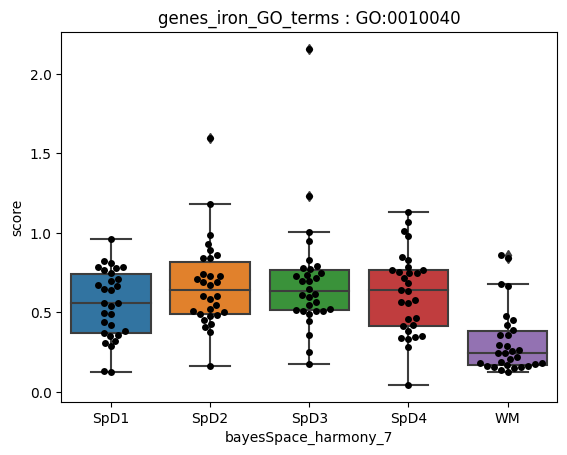 genes_iron_GO_terms : GO:0010040
2.0
1.5
1.0
0.5
0.0
score
SpD1 SpD2 SpD3 SpD4 WM
bayesSpace_harmony_7